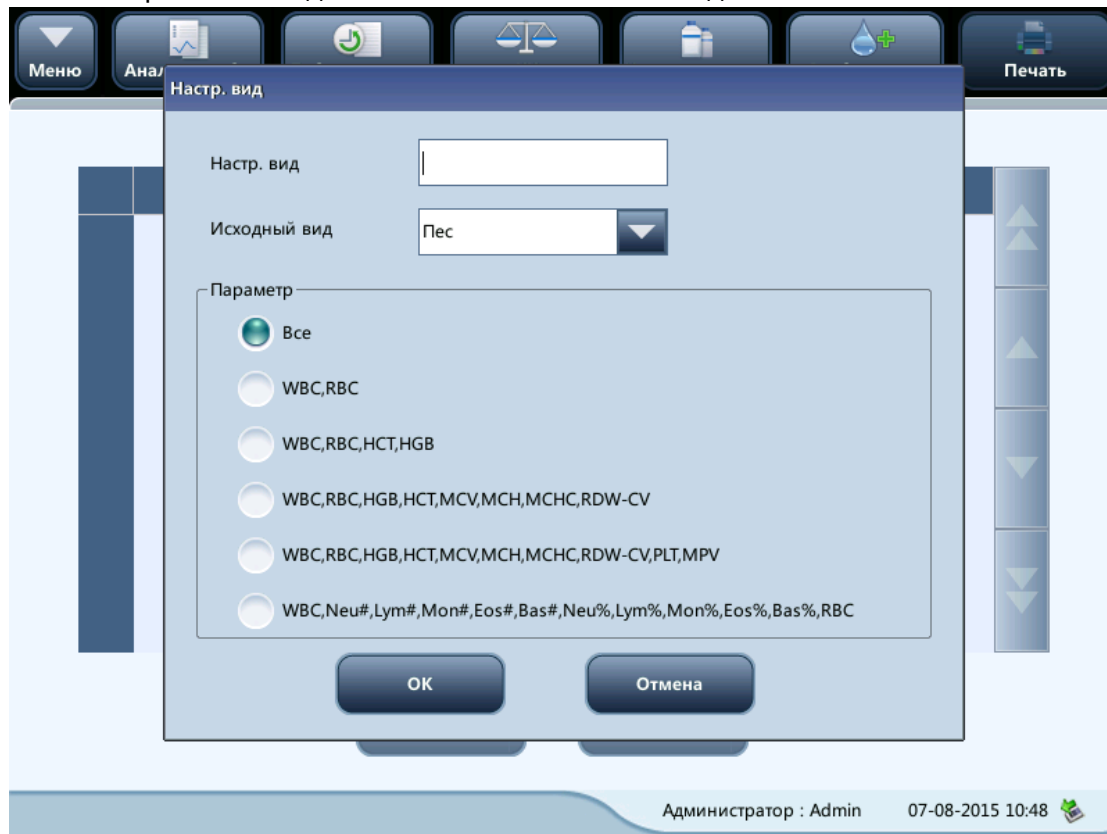 Меню
Печать
Настр. вид
Настр. вид
Исходный вид
Пес
Параметр
Все
WBC,RBC
WBC,RBC,HCT,HGB
WBC,RBC,HGB,HCT,MCV,MCH,MCHC,RDW-CV
WBC,RBC,HGB,HCT,MCV,MCH,MCHC,RDW-CV,PLT,MPV
WBC,Neu#,Lym#,Mon#,Eos#,Bas#,Neu%,Lym%,Mon%,Eos%,Bas%,RBC
ОК
Отмена
Администратор : Admin
07-08-2015 10:48